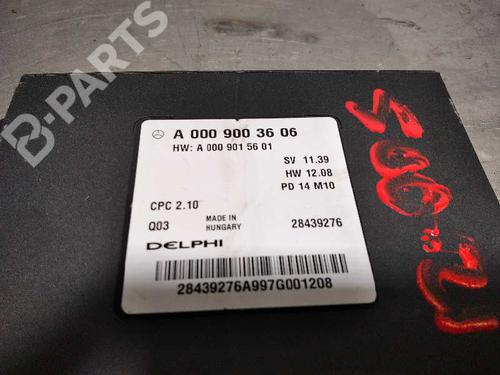 B-PARTS
A 000 900 36 06
HW: A 000 901 56 01
SV 11.39
HW 12.08
PD 14 M10
CPC 2.10
Q03
MADE IN
HUNGARY
28439276
DELPHI
28439276A997G001208